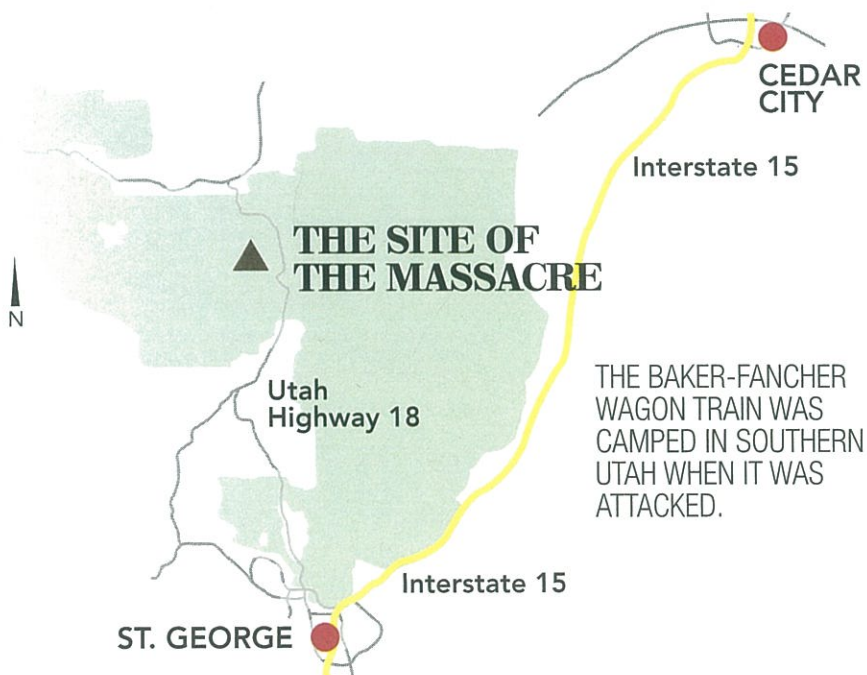 CEDAR
CITY
Interstate 15
THE SITE OF
THE MASSACRE
N
THE BAKER-FANCHER
WAGON TRAIN WAS
CAMPED IN SOUTHERN
UTAH WHEN IT WAS
ATTACKED.
Utah
Highway 18
Interstate 15
ST. GEORGE